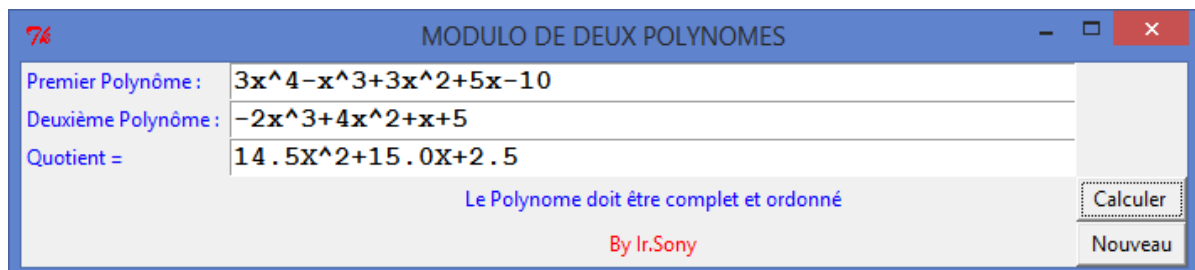 MODULO DE DEUX POLYNOMES
Premier Polynôme : 3x^4-x^3+3x^2+5x-10
Deuxième Polynôme : -2x^3+4x^2+x+5
Quotient = 14.5X^2+15.0X+2.5
Le Polynome doit être complet et ordonné Calculer
By Ir.Sony Nouveau